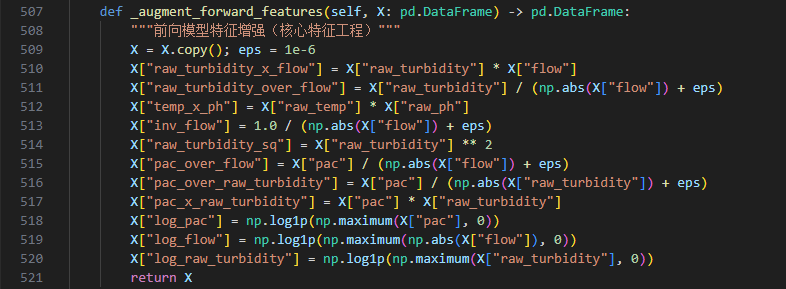 507 def _augment_forward_features(self, X: pd.DataFrame) -> pd.DataFrame:
508 """前向模型特征增强（核心特征工程）"""
509 X = X.copy(); eps = 1e-6
510 X["raw_turbidity_x_flow"] = X["raw_turbidity"] * X["flow"]
511 X["raw_turbidity_over_flow"] = X["raw_turbidity"] / (np.abs(X["flow"]) + eps)
512 X["temp_x_ph"] = X["raw_temp"] * X["raw_ph"]
513 X["inv_flow"] = 1.0 / (np.abs(X["flow"]) + eps)
514 X["raw_turbidity_sq"] = X["raw_turbidity"] ** 2
515 X["pac_over_flow"] = X["pac"] / (np.abs(X["flow"]) + eps)
516 X["pac_over_raw_turbidity"] = X["pac"] / (np.abs(X["raw_turbidity"]) + eps)
517 X["pac_x_raw_turbidity"] = X["pac"] * X["raw_turbidity"]
518 X["log_pac"] = np.log1p(np.maximum(X["pac"], 0))
519 X["log_flow"] = np.log1p(np.maximum(np.abs(X["flow"]), 0))
520 X["log_raw_turbidity"] = np.log1p(np.maximum(X["raw_turbidity"], 0))
521 return X